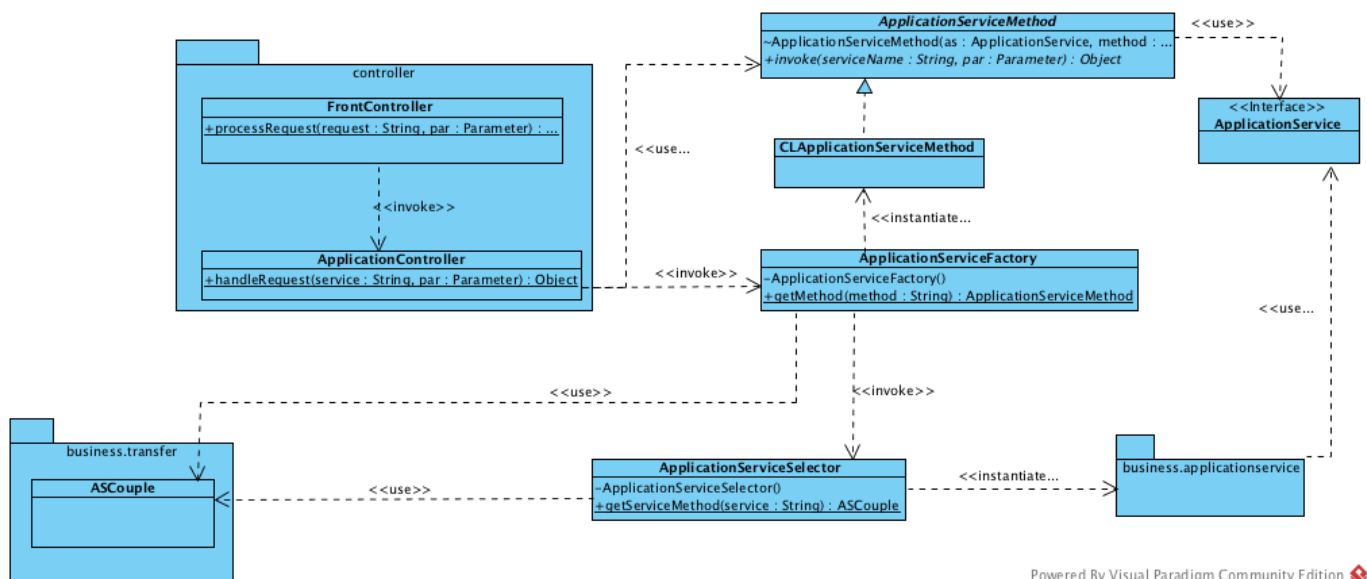 ApplicationServiceMethod
~ApplicationServiceMethod(as : ApplicationService, method : ...
+invoke(serviceName : String, par : Parameter) : Object
<<use>>
controller
FrontController
+processRequest(request : String, par : Parameter) : ...
<<invoke>>
ApplicationController
+handleRequest(service : String, par : Parameter) : Object
<<use...
<<Interface>>
ApplicationService
CLApplicationServiceMethod
<<instantiate...
<<invoke>>
ApplicationServiceFactory
-ApplicationServiceFactory()
+getMethod(method : String) : ApplicationServiceMethod
<<use...
<<use>>
<<invoke>>
business.transfer
ASCouple
<<use>>
ApplicationServiceSelector
-ApplicationServiceSelector()
+getServiceMethod(service : String) : ASCouple
<<instantiate...
business.applicationservice
Powered By Visual Paradigm Community Edition